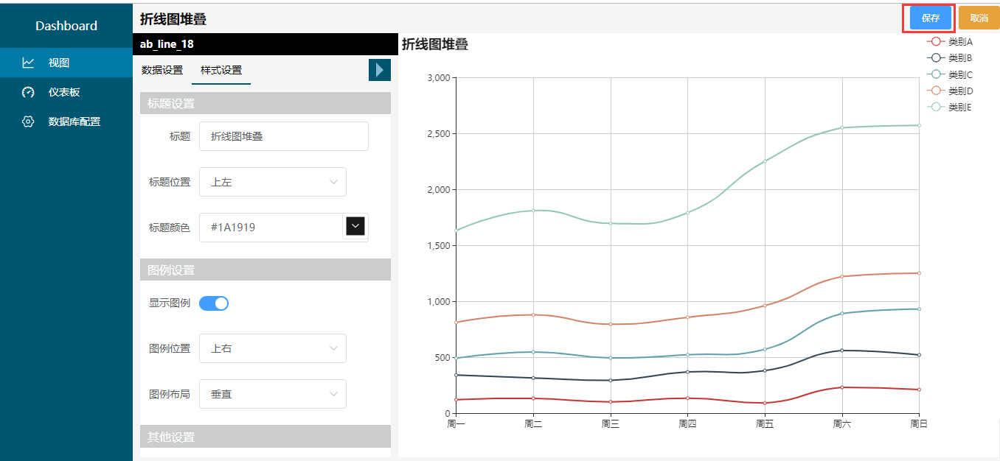 Dashboard
视图
仪表板
数据库配置
折线图堆叠
保存
取消
ab_line_18
数据设置
样式设置
标题设置
标题
折线图堆叠
标题位置
上左
标题颜色
#1A1919
图例设置
显示图例
图例位置
上右
图例布局
垂直
其他设置
折线图堆叠
类别A
类别B
类别C
类别D
类别E
3,000
2,500
2,000
1,500
1,000
500
0
周一
周二
周三
周四
周五
周六
周日